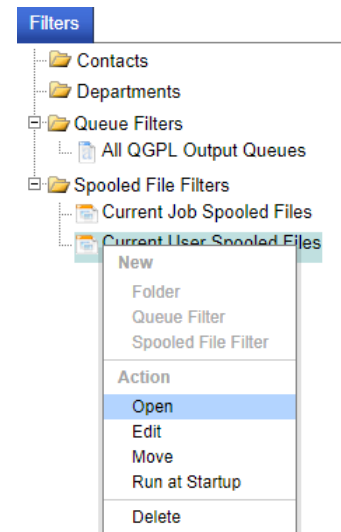 Filters
Contacts
Departments
Queue Filters
All QGPL Output Queues
Spooled File Filters
Current Job Spooled Files
Current User Spooled Files
New
Folder
Queue Filter
Spooled File Filter
Action
Open
Edit
Move
Run at Startup
Delete